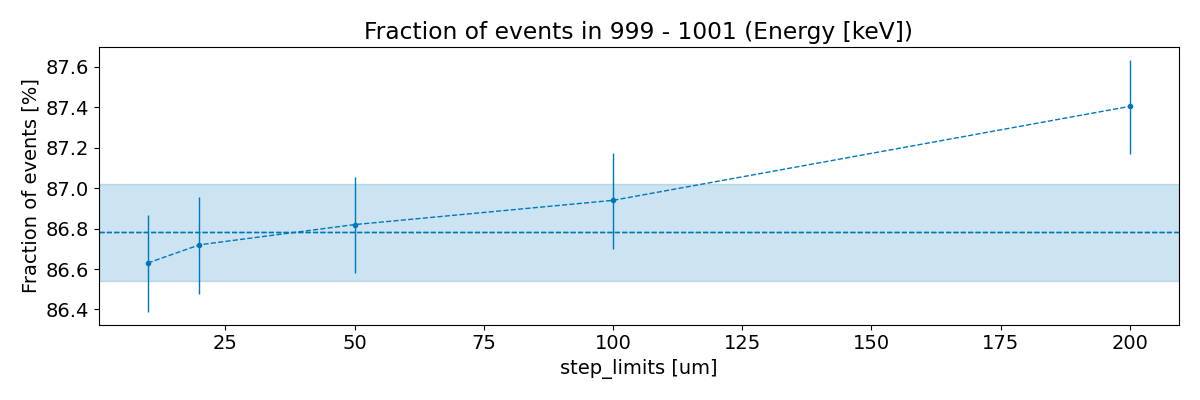 Fraction of events in 999 - 1001 (Energy [keV])
Fraction of events [%]
87.6
87.4
87.2
87.0
86.8
86.6
86.4
25 50 75 100 125 150 175 200
step_limits [um]